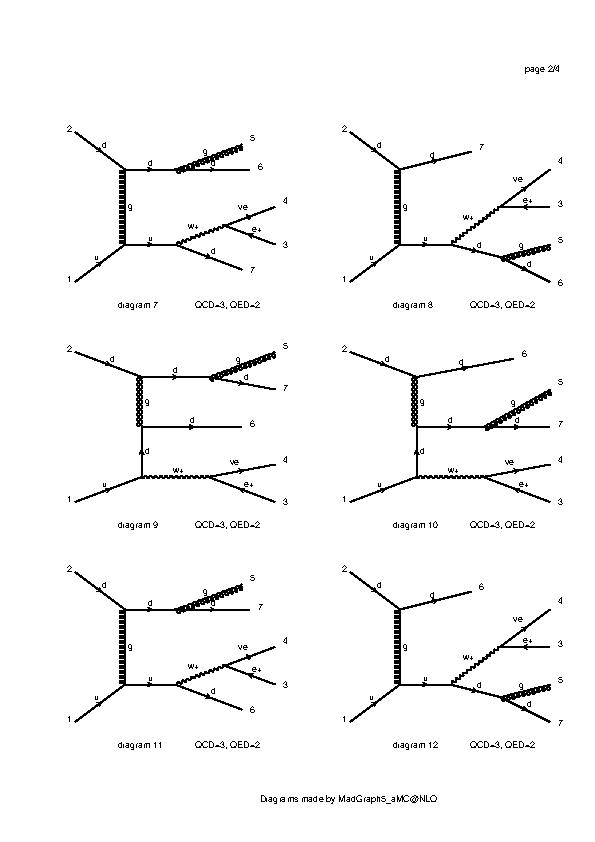 page 2/4
2 d d g 5 6
g
1 u u w+ ve 4 e+ 3 d 7
diagram 7 QCD=3, QED=2
2 d d 7
g
1 u u w+ ve 4 e+ 3 d g 5 d 6
diagram 8 QCD=3, QED=2
2 d d g 5 d 7
g d 6
d
1 u w+ ve 4 e+ 3
diagram 9 QCD=3, QED=2
2 d d 6
g d g 5 d 7
d
1 u w+ ve 4 e+ 3
diagram 10 QCD=3, QED=2
2 d d g 5 d 7
g
1 u u w+ ve 4 e+ 3 d 6
diagram 11 QCD=3, QED=2
2 d d 6
g
1 u u w+ ve 4 e+ 3 d g 5 d 7
diagram 12 QCD=3, QED=2
Diagrams made by MadGraph5_aMC@NLO